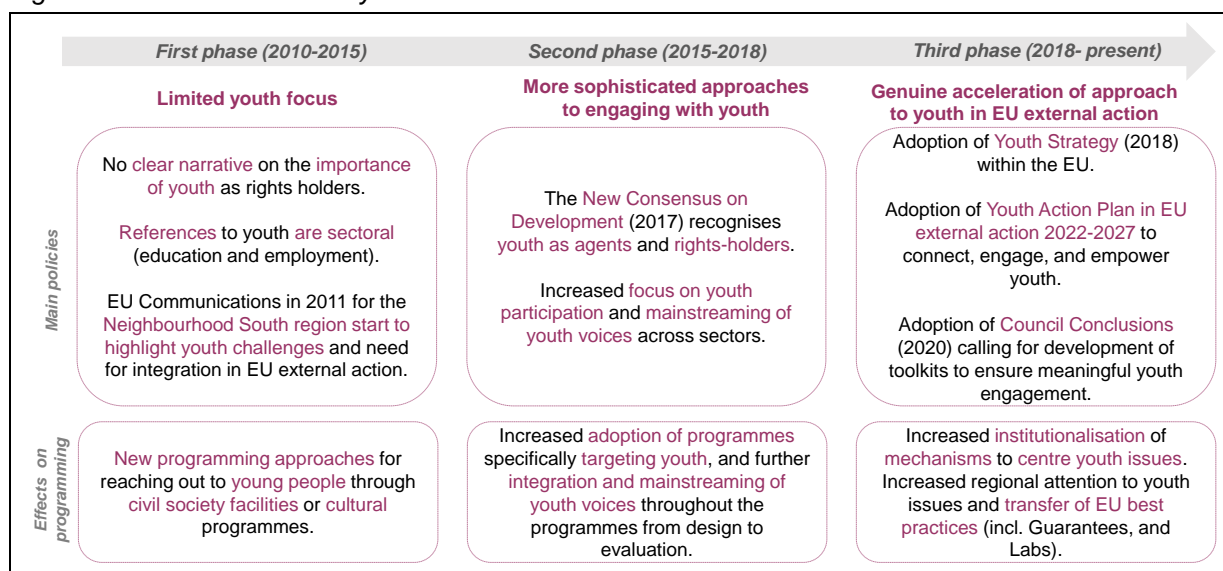 First phase (2010-2015)
Second phase (2015-2018)
Third phase (2018- present)
Limited youth focus
More sophisticated approaches
to engaging with youth
Genuine acceleration of approach
to youth in EU external action
Main policies
No clear narrative on the importance
of youth as rights holders.
References to youth are sectoral
(education and employment).
EU Communications in 2011 for the
Neighbourhood South region start to
highlight youth challenges and need
for integration in EU external action.
The New Consensus on
Development (2017) recognises
youth as agents and rights-holders.
Increased focus on youth
participation and mainstreaming of
youth voices across sectors.
Adoption of Youth Strategy (2018)
within the EU.
Adoption of Youth Action Plan in EU
external action 2022-2027 to
connect, engage, and empower
youth.
Adoption of Council Conclusions
(2020) calling for development of
toolkits to ensure meaningful youth
engagement.
Effects on
programming
New programming approaches for
reaching out to young people through
civil society facilities or cultural
programmes.
Increased adoption of programmes
specifically targeting youth, and further
integration and mainstreaming of
youth voices throughout the
programmes from design to
evaluation.
Increased institutionalisation of
mechanisms to centre youth issues.
Increased regional attention to youth
issues and transfer of EU best
practices (incl. Guarantees, and
Labs).